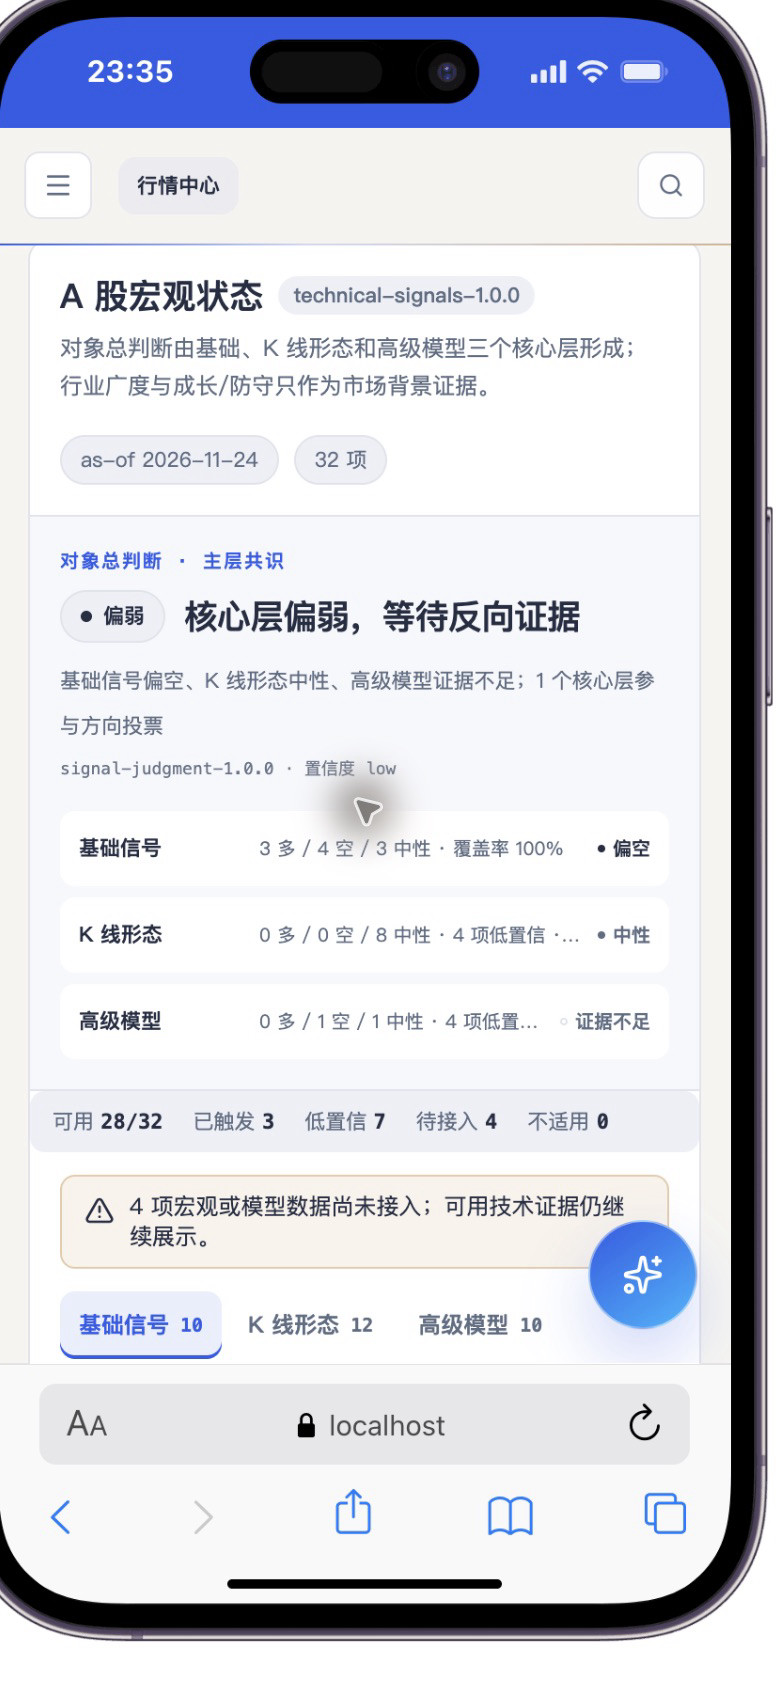 23:35
行情中心
A 股宏观状态 technical-signals-1.0.0
对象总判断由基础、K 线形态和高级模型三个核心层形成；
行业广度与成长/防守只作为市场背景证据。
as-of 2026-11-24 32 项
对象总判断 · 主层共识
偏弱 核心层偏弱，等待反向证据
基础信号偏空、K 线形态中性、高级模型证据不足；1 个核心层参
与方向投票
signal-judgment-1.0.0 · 置信度 low
基础信号 3 多 / 4 空 / 3 中性 · 覆盖率 100% 偏空
K 线形态 0 多 / 0 空 / 8 中性 · 4 项低置信 ·... 中性
高级模型 0 多 / 1 空 / 1 中性 · 4 项低置... 证据不足
可用 28/32 已触发 3 低置信 7 待接入 4 不适用 0
4 项宏观或模型数据尚未接入；可用技术证据仍继
续展示。
基础信号 10 K 线形态 12 高级模型 10
AA localhost